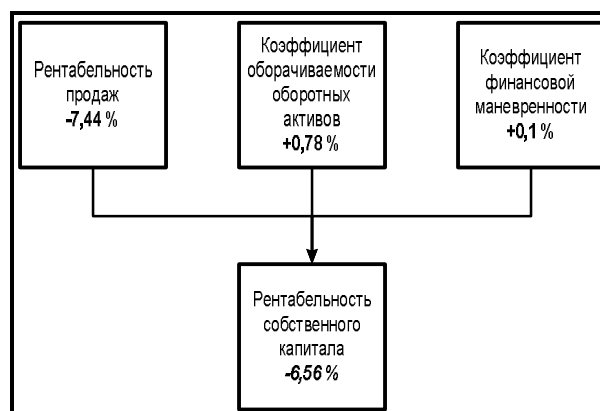 Рентабельность
продаж
-7,44 %
Коэффициент
оборачиваемости
оборотных
активов
+0,78 %
Коэффициент
финансовой
маневренности
+0,1 %
Рентабельность
собственного
капитала
-6,56 %